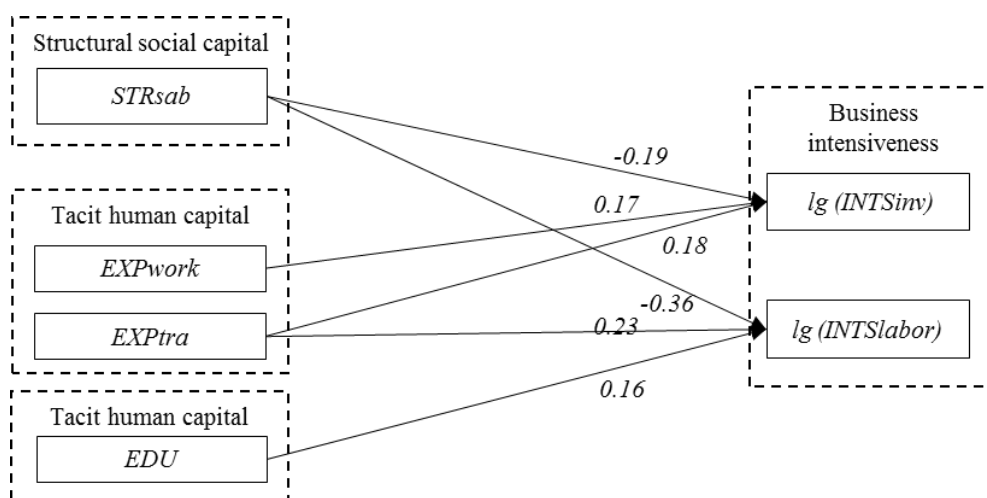 Structural social capital
STRsab
Tacit human capital
EXPwork
EXPtra
Tacit human capital
EDU
-0.19
0.17
0.18
-0.36
0.23
0.16
Business
intensiveness
lg (INTSinv)
lg (INTSlabor)